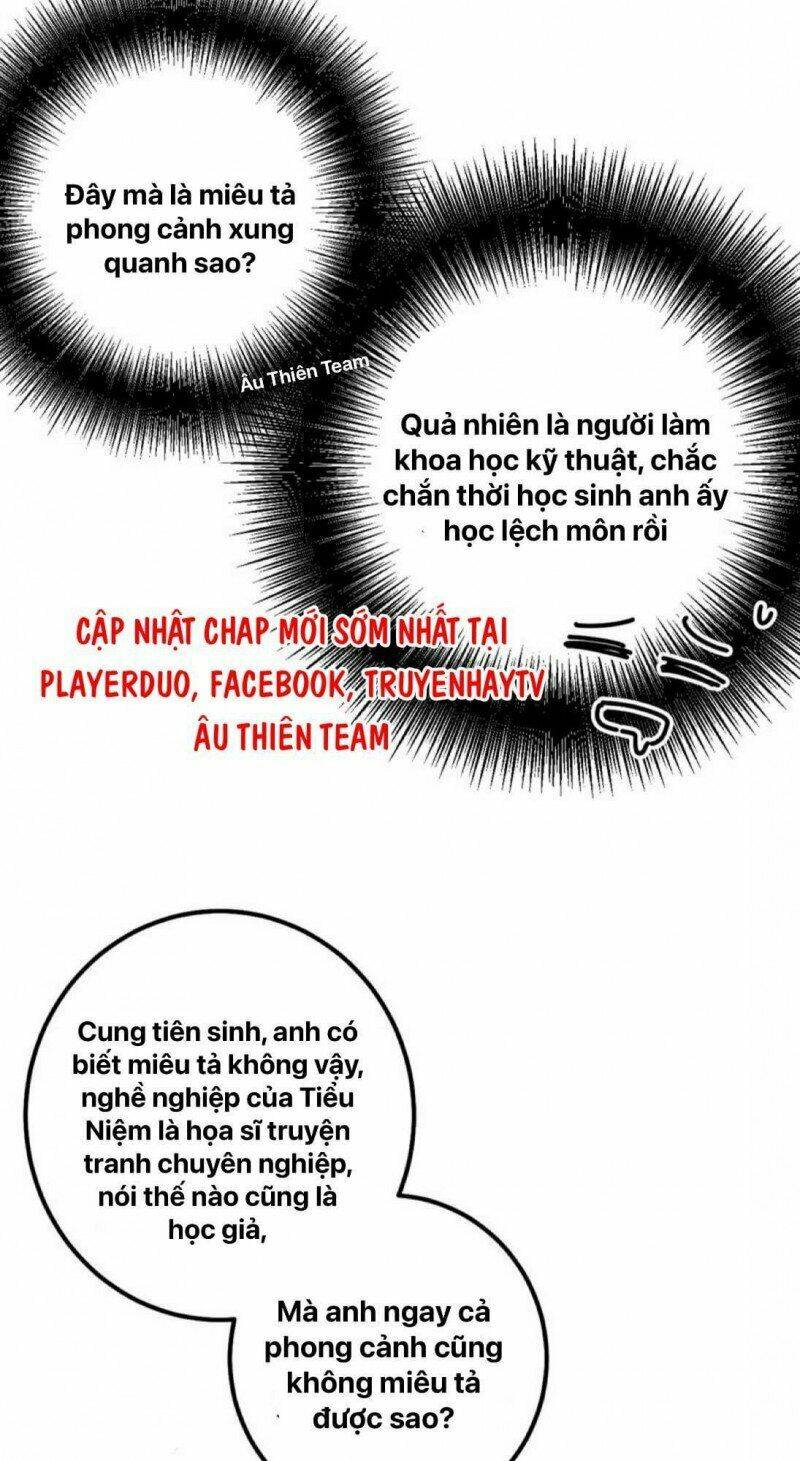 Đây mà là miêu tả
phong cảnh xung
quanh sao?
Âu Thiên Team
Quả nhiên là người làm
khoa học kỹ thuật, chắc
chắn thời học sinh anh ấy
học lệch môn rồi
CẬP NHẬT CHAP MỚI SỚM NHẤT TẠI
PLAYERDUO, FACEBOOK, TRUYENHAYTV
ÂU THIÊN TEAM
Cung tiên sinh, anh có
biết miêu tả không vậy,
nghề nghiệp của Tiểu
Niệm là họa sĩ truyện
tranh chuyên nghiệp,
nói thế nào cũng là
học giả,
Mà anh ngay cả
phong cảnh cũng
không miêu tả
được sao?